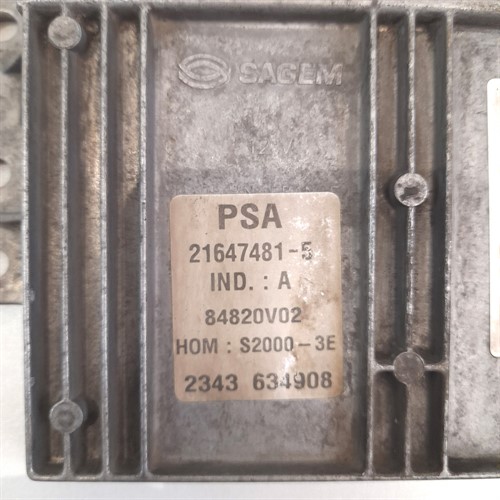 SAGEM
PSA
21647481-5
IND. : A
84820V02
HOM : S2000-3E
2343 634908